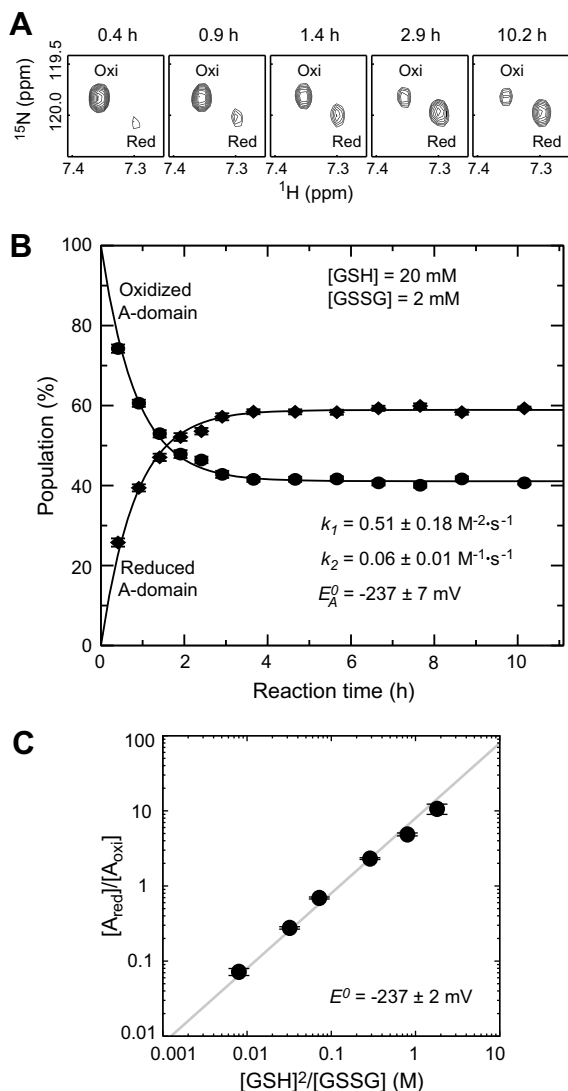 A
0.4 h 0.9 h 1.4 h 2.9 h 10.2 h
119.5
120.0
¹⁵N (ppm)
Oxi Oxi Oxi Oxi Oxi
Red Red Red Red Red
7.4 7.3 7.4 7.3 7.4 7.3 7.4 7.3 7.4 7.3
¹H (ppm)
B
100
80
60
40
20
0
Population (%)
Oxidized
A-domain
[GSH] = 20 mM
[GSSG] = 2 mM
k₁ = 0.51 ± 0.18 M⁻²·s⁻¹
k₂ = 0.06 ± 0.01 M⁻¹·s⁻¹
E⁰A = -237 ± 7 mV
Reduced
A-domain
0 2 4 6 8 10
Reaction time (h)
C
100
10
1
0.1
0.01
[Ared]/[Aoxi]
E⁰ = -237 ± 2 mV
0.001 0.01 0.1 1 10
[GSH]²/[GSSG] (M)